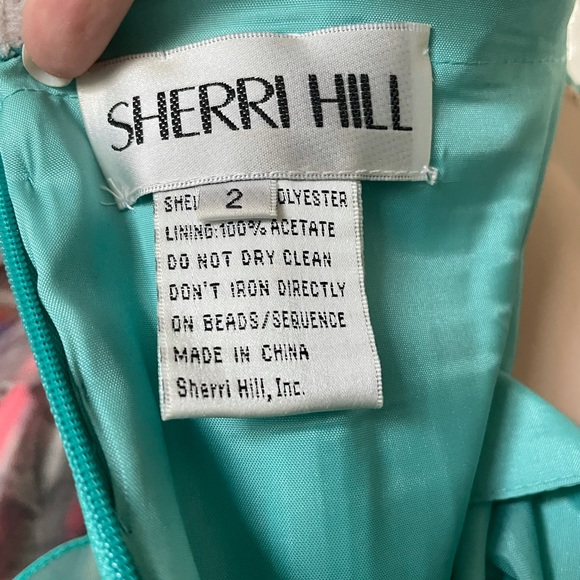 SHERRI HILL
2
SHE OLYESTER
LINING:100% ACETATE
DO NOT DRY CLEAN
DON'T IRON DIRECTLY
ON BEADS/SEQUENCE
MADE IN CHINA
Sherri Hill, Inc.